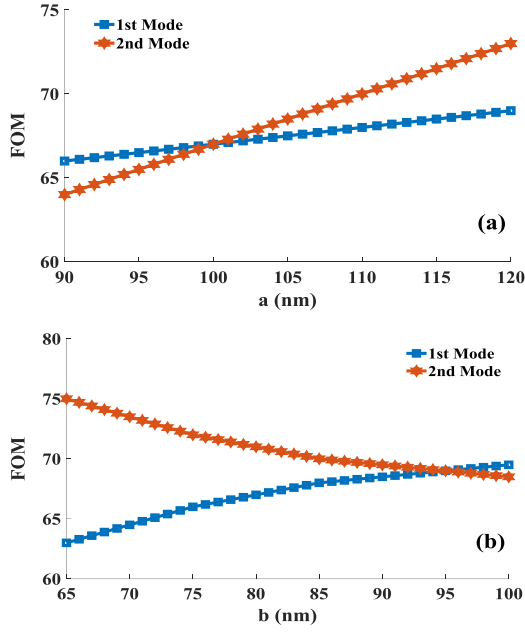 75
1st Mode
2nd Mode
70
FOM
65
(a)
60
90 95 100 105 110 115 120
a (nm)
80
1st Mode
2nd Mode
75
FOM
70
65
(b)
60
65 70 75 80 85 90 95 100
b (nm)